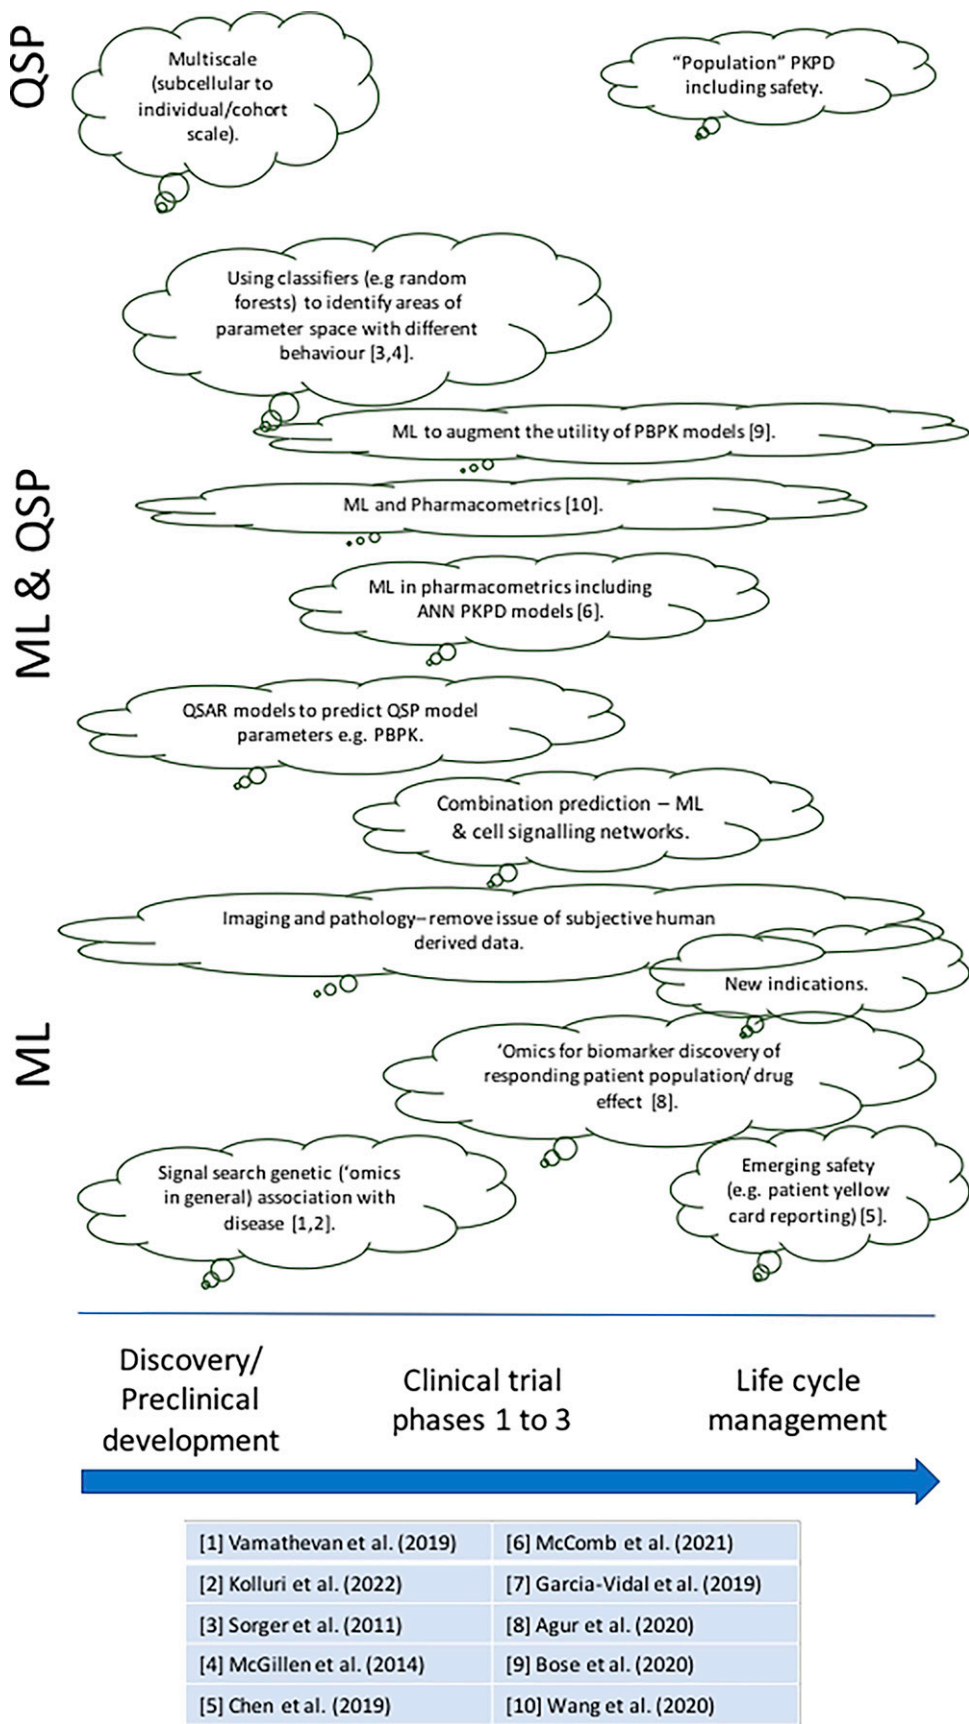 QSP
Multiscale
(subcellular to
individual/cohort
scale).
“Population” PKPD
including safety.
Using classifiers (e.g random
forests) to identify areas of
parameter space with different
behaviour [3,4].
ML to augment the utility of PBPK models [9].
ML & QSP
ML and Pharmacometrics [10].
ML in pharmacometrics including
ANN PKPD models [6].
QSAR models to predict QSP model
parameters e.g. PBPK.
Combination prediction – ML
& cell signalling networks.
Imaging and pathology– remove issue of subjective human
derived data.
New indications.
ML
‘Omics for biomarker discovery of
responding patient population/ drug
effect [8].
Signal search genetic (‘omics
in general) association with
disease [1,2].
Emerging safety
(e.g. patient yellow
card reporting) [5].
Discovery/
Preclinical
development
Clinical trial
phases 1 to 3
Life cycle
management
[1] Vamathevan et al. (2019)
[6] McComb et al. (2021)
[2] Kolluri et al. (2022)
[7] Garcia-Vidal et al. (2019)
[3] Sorger et al. (2011)
[8] Agur et al. (2020)
[4] McGillen et al. (2014)
[9] Bose et al. (2020)
[5] Chen et al. (2019)
[10] Wang et al. (2020)